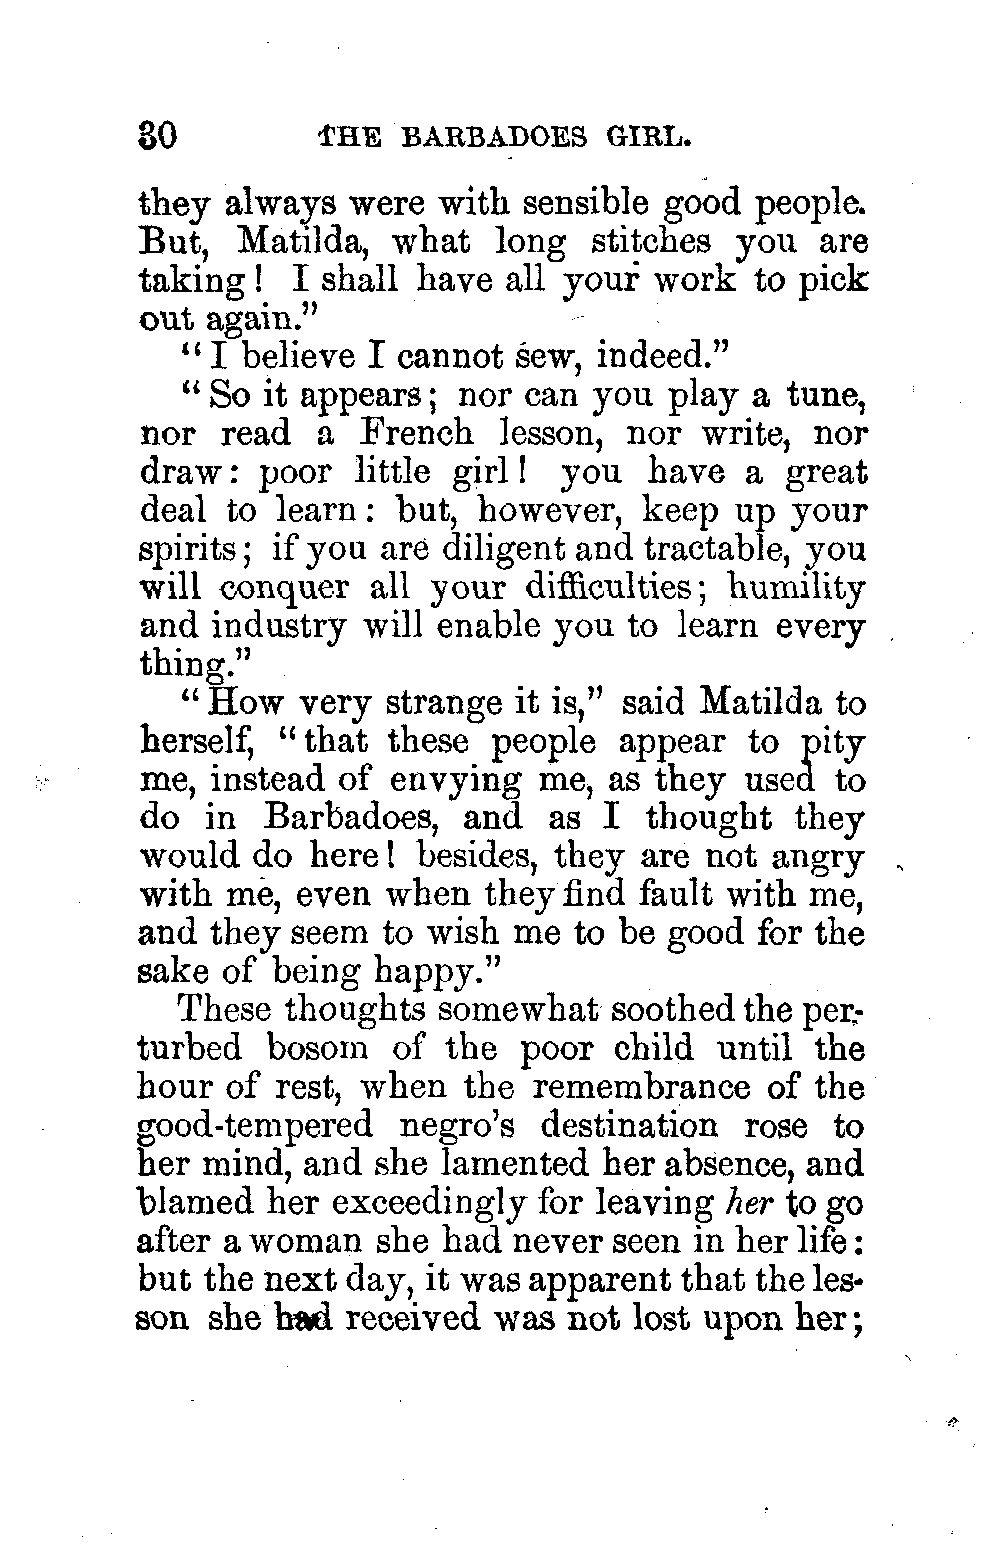 30 THE BARBADOES GIRL.
they always were with sensible good people.
But, Matilda, what long stitches you are
taking! I shall have all your work to pick
out again."
"I believe I cannot sew, indeed."
"So it appears; nor can you play a tune,
nor read a French lesson, nor write, nor
draw: poor little girl! you have a great
deal to learn: but, however, keep up your
spirits; if you are diligent and tractable, you
will conquer all your difficulties; humility
and industry will enable you to learn every
thing."
"How very strange it is," said Matilda to
herself, "that these people appear to pity
me, instead of envying me, as they used to
do in Barbadoes, and as I thought they
would do here! besides, they are not angry
with me, even when they find fault with me,
and they seem to wish me to be good for the
sake of being happy."
These thoughts somewhat soothed the per-
turbed bosom of the poor child until the
hour of rest, when the remembrance of the
good-tempered negro's destination rose to
her mind, and she lamented her absence, and
blamed her exceedingly for leaving her to go
after a woman she had never seen in her life:
but the next day, it was apparent that the les-
son she had received was not lost upon her;